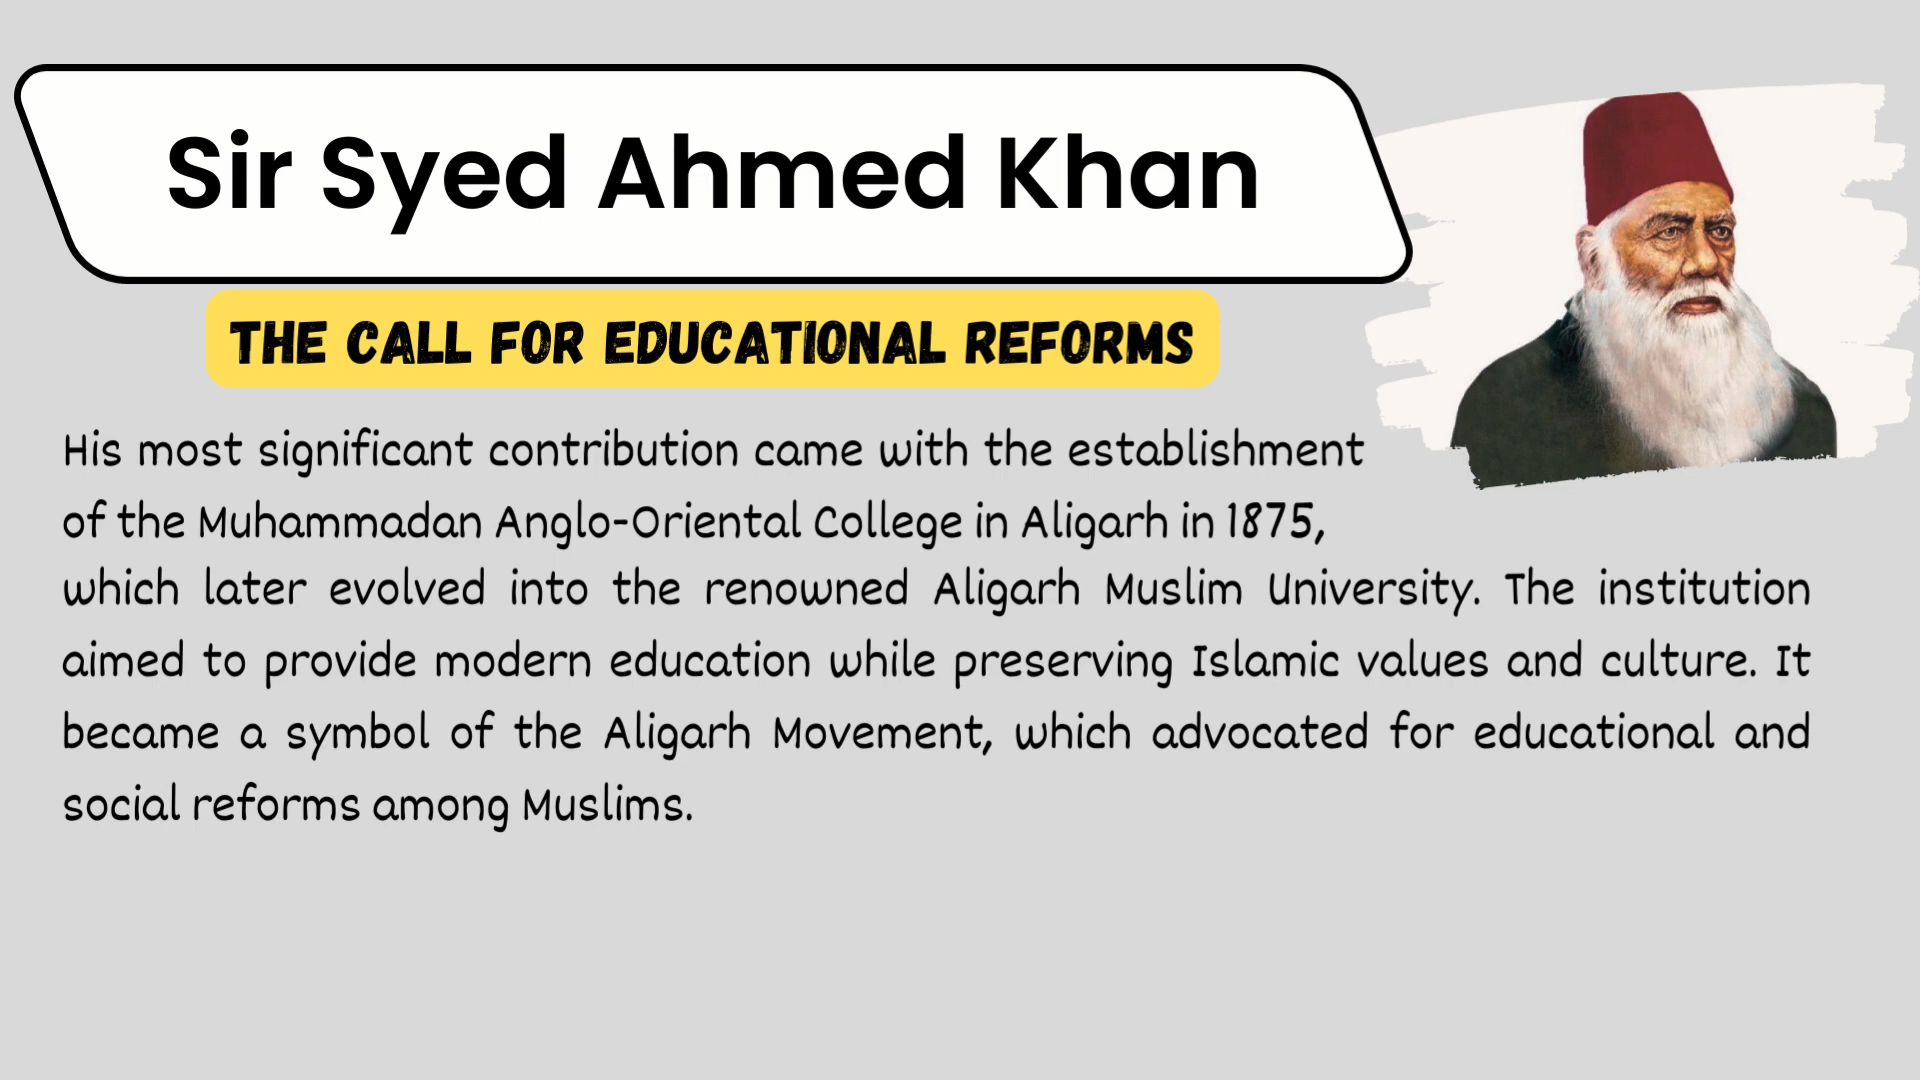 Sir Syed Ahmed Khan
THE CALL FOR EDUCATIONAL REFORMS
His most significant contribution came with the establishment
of the Muhammadan Anglo-Oriental College in Aligarh in 1875,
which later evolved into the renowned Aligarh Muslim University. The institution
aimed to provide modern education while preserving Islamic values and culture. It
became a symbol of the Aligarh Movement, which advocated for educational and
social reforms among Muslims.